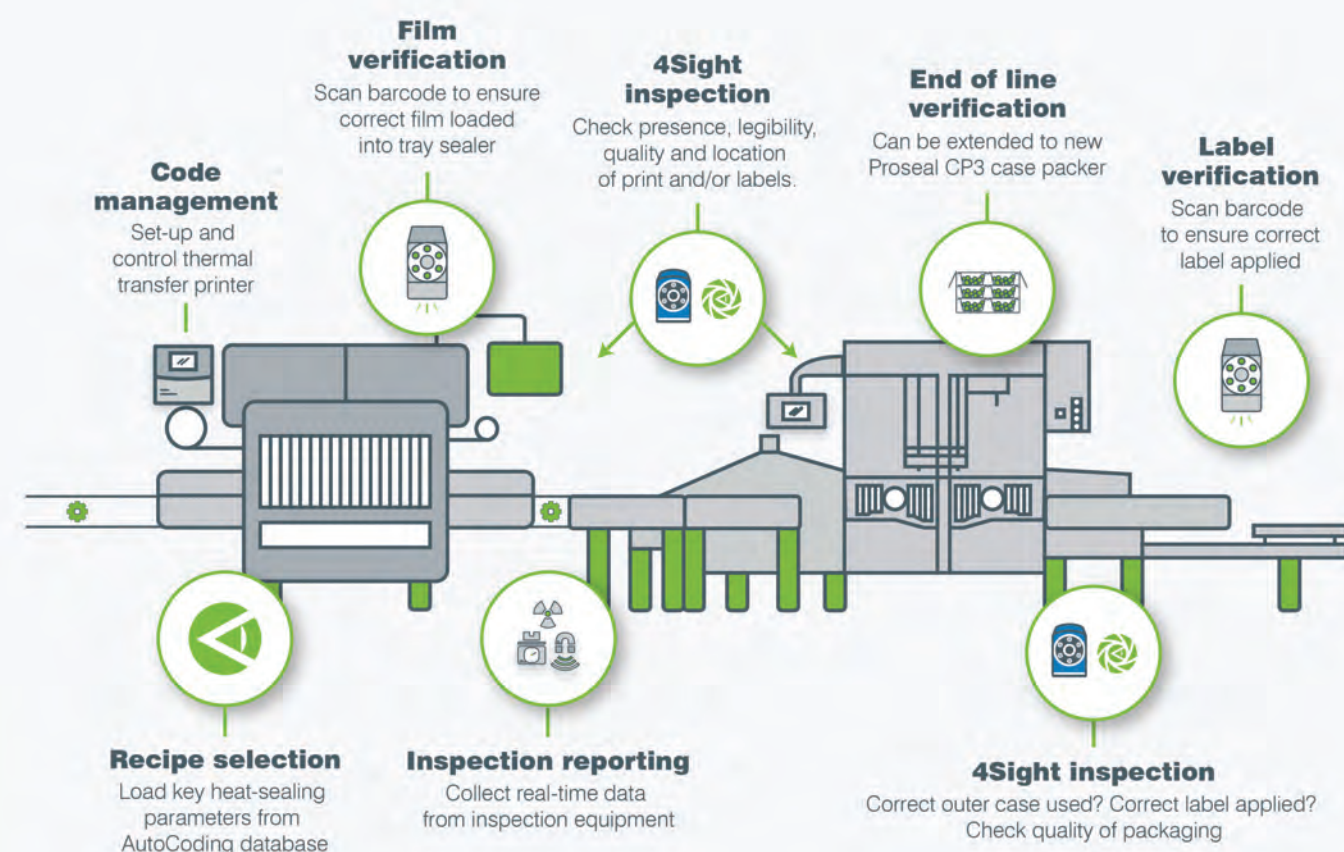 Film
verification
Scan barcode to ensure
correct film loaded
into tray sealer
4Sight
inspection
Check presence, legibility,
quality and location
of print and/or labels.
End of line
verification
Can be extended to new
Proseal CP3 case packer
Label
verification
Scan barcode
to ensure correct
label applied
Code
management
Set-up and
control thermal
transfer printer
Recipe selection
Load key heat-sealing
parameters from
AutoCoding database
Inspection reporting
Collect real-time data
from inspection equipment
4Sight inspection
Correct outer case used? Correct label applied?
Check quality of packaging